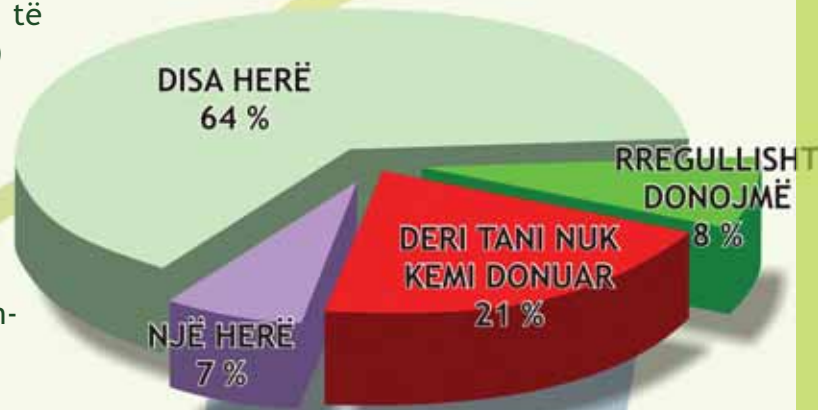 të
)
DISA HERË
64 %
RREGULLISHT
DONOJMË
8 %
DERI TANI NUK
KEMI DONUAR
21 %
n-
NJË HERË
7 %